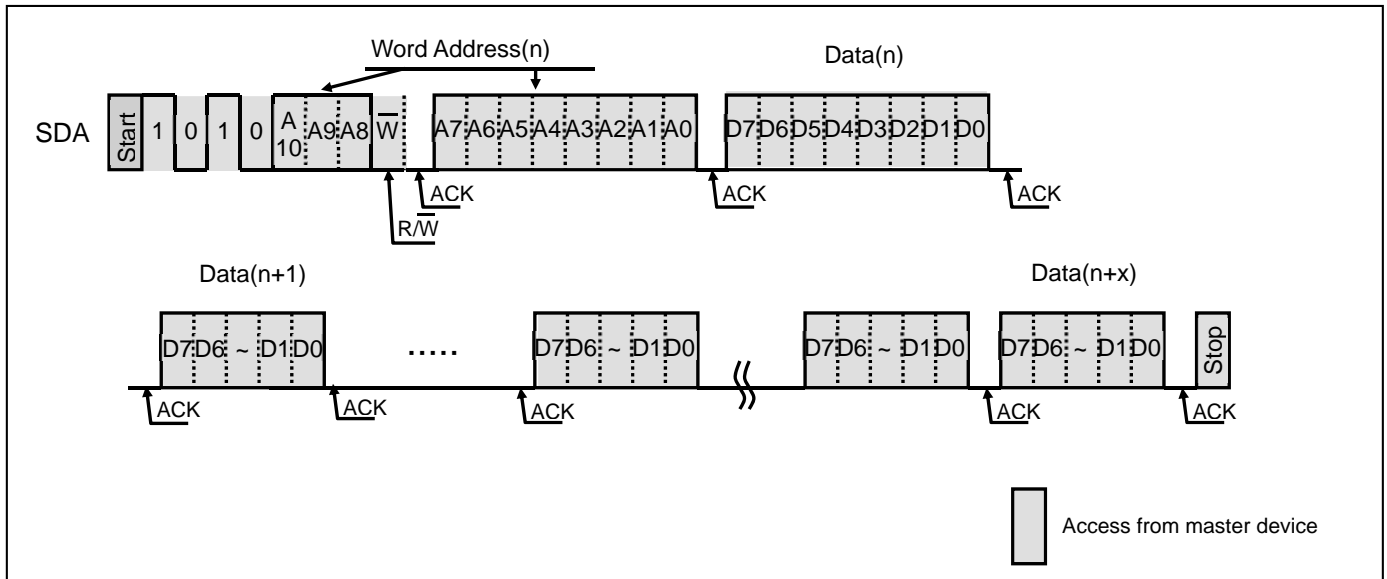 Word Address(n)
Data(n)
SDA
Start 1 0 1 0 A10 A9 A8 W̅ A7 A6 A5 A4 A3 A2 A1 A0 D7 D6 D5 D4 D3 D2 D1 D0
ACK ACK ACK
R/W̅
Data(n+1) Data(n+x)
D7 D6 ~ D1 D0 ..... D7 D6 ~ D1 D0 D7 D6 ~ D1 D0 D7 D6 ~ D1 D0 Stop
ACK ACK ACK ACK ACK
Access from master device